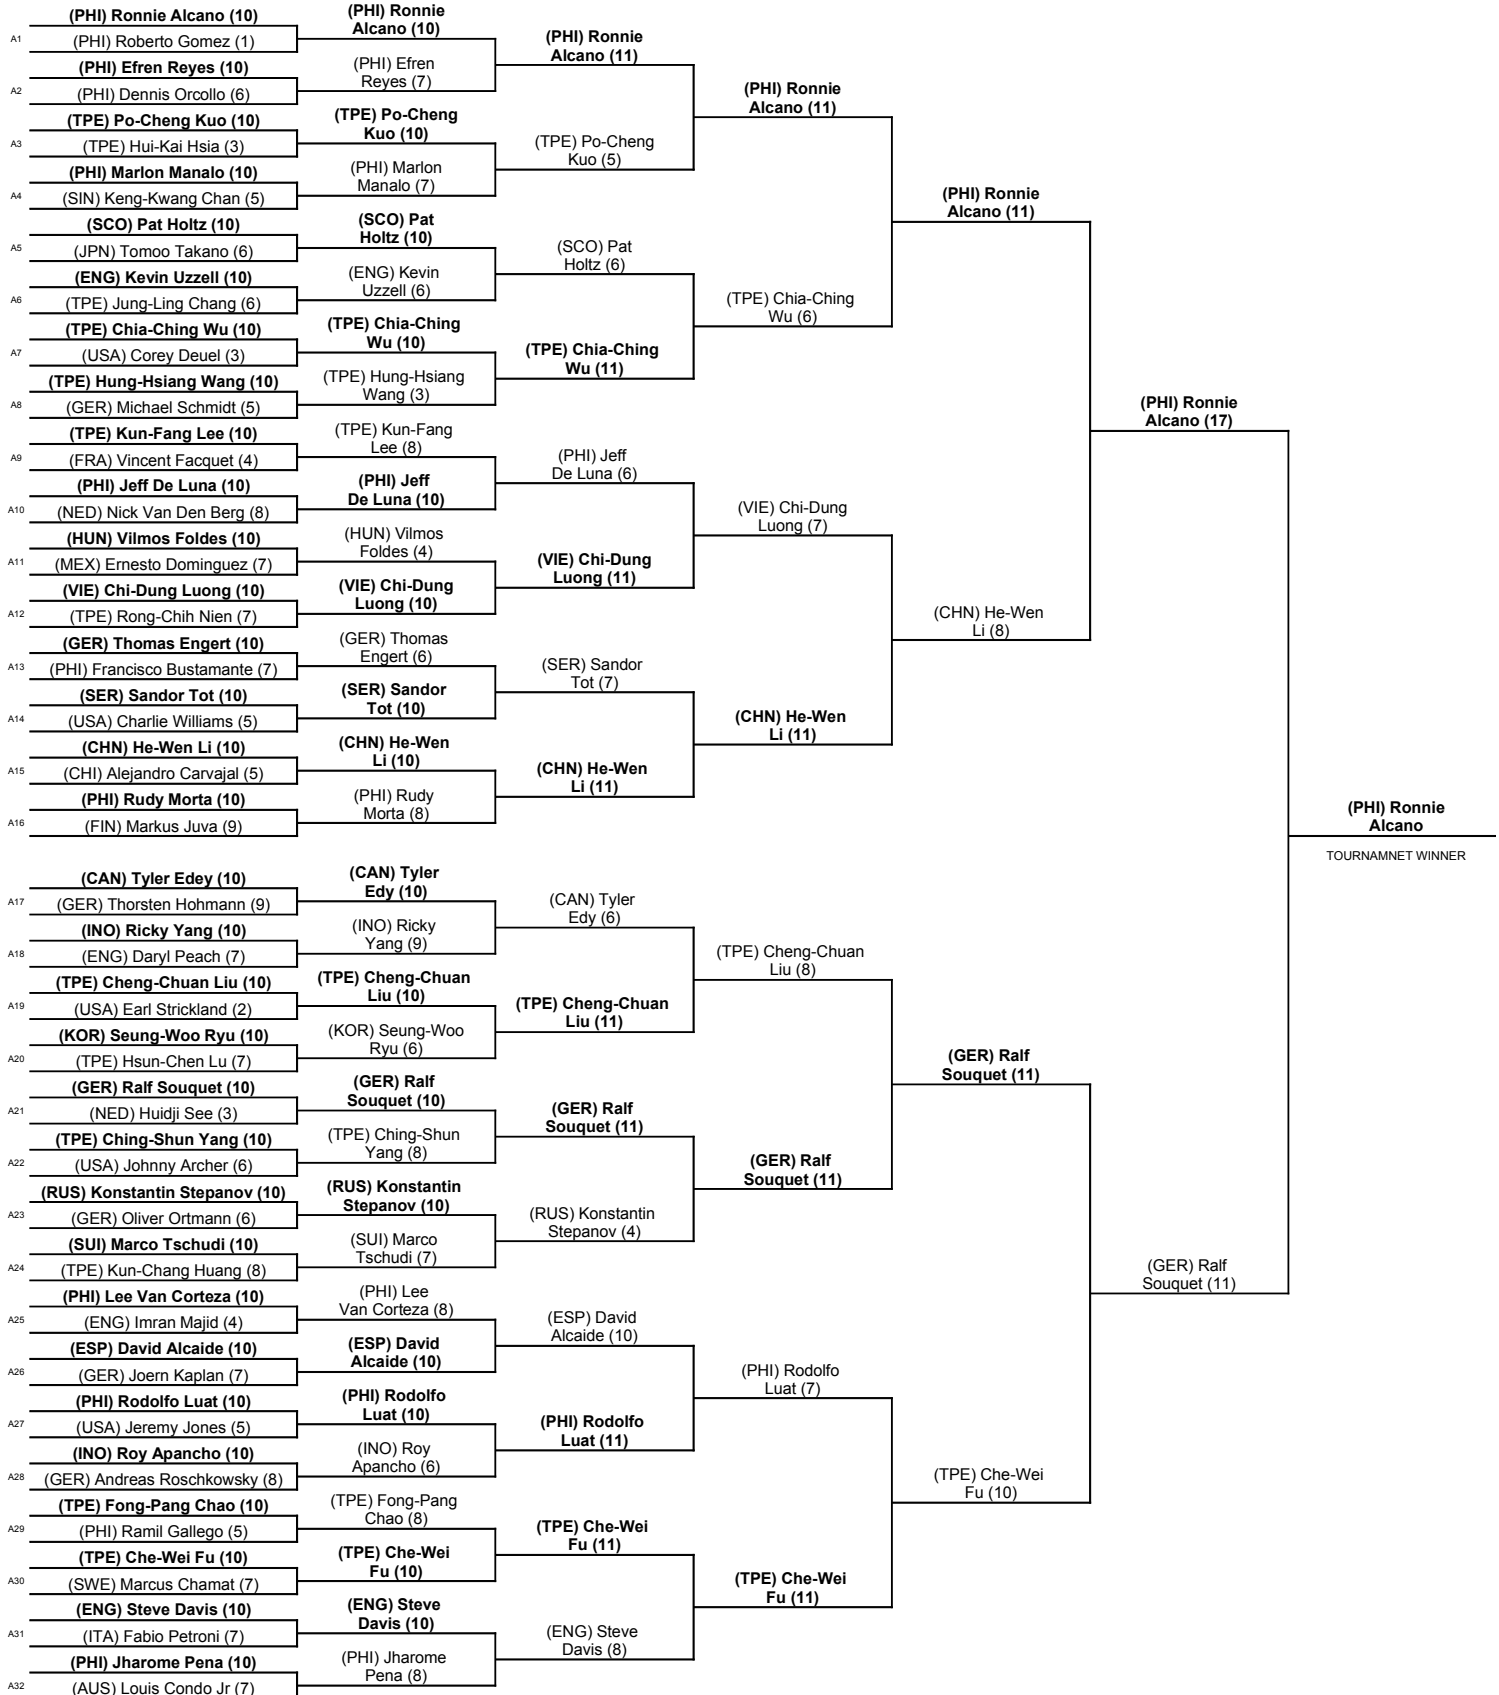 (PHI) Ronnie Alcano (10)
A1
(PHI) Roberto Gomez (1)
(PHI) Efren Reyes (10)
A2
(PHI) Dennis Orcollo (6)
(TPE) Po-Cheng Kuo (10)
A3
(TPE) Hui-Kai Hsia (3)
(PHI) Marlon Manalo (10)
A4
(SIN) Keng-Kwang Chan (5)
(SCO) Pat Holtz (10)
A5
(JPN) Tomoo Takano (6)
(ENG) Kevin Uzzell (10)
A6
(TPE) Jung-Ling Chang (6)
(TPE) Chia-Ching Wu (10)
A7
(USA) Corey Deuel (3)
(TPE) Hung-Hsiang Wang (10)
A8
(GER) Michael Schmidt (5)
(TPE) Kun-Fang Lee (10)
A9
(FRA) Vincent Facquet (4)
(PHI) Jeff De Luna (10)
A10
(NED) Nick Van Den Berg (8)
(HUN) Vilmos Foldes (10)
A11
(MEX) Ernesto Dominguez (7)
(VIE) Chi-Dung Luong (10)
A12
(TPE) Rong-Chih Nien (7)
(GER) Thomas Engert (10)
A13
(PHI) Francisco Bustamante (7)
(SER) Sandor Tot (10)
A14
(USA) Charlie Williams (5)
(CHN) He-Wen Li (10)
A15
(CHI) Alejandro Carvajal (5)
(PHI) Rudy Morta (10)
A16
(FIN) Markus Juva (9)
(CAN) Tyler Edey (10)
A17
(GER) Thorsten Hohmann (9)
(INO) Ricky Yang (10)
A18
(ENG) Daryl Peach (7)
(TPE) Cheng-Chuan Liu (10)
A19
(USA) Earl Strickland (2)
(KOR) Seung-Woo Ryu (10)
A20
(TPE) Hsun-Chen Lu (7)
(GER) Ralf Souquet (10)
A21
(NED) Huidji See (3)
(TPE) Ching-Shun Yang (10)
A22
(USA) Johnny Archer (6)
(RUS) Konstantin Stepanov (10)
A23
(GER) Oliver Ortmann (6)
(SUI) Marco Tschudi (10)
A24
(TPE) Kun-Chang Huang (8)
(PHI) Lee Van Corteza (10)
A25
(ENG) Imran Majid (4)
(ESP) David Alcaide (10)
A26
(GER) Joern Kaplan (7)
(PHI) Rodolfo Luat (10)
A27
(USA) Jeremy Jones (5)
(INO) Roy Apancho (10)
A28
(GER) Andreas Roschkowsky (8)
(TPE) Fong-Pang Chao (10)
A29
(PHI) Ramil Gallego (5)
(TPE) Che-Wei Fu (10)
A30
(SWE) Marcus Chamat (7)
(ENG) Steve Davis (10)
A31
(ITA) Fabio Petroni (7)
(PHI) Jharome Pena (10)
A32
(AUS) Louis Condo Jr (7)
(PHI) Ronnie
Alcano (10)
(PHI) Efren
Reyes (7)
(TPE) Po-Cheng
Kuo (10)
(PHI) Marlon
Manalo (7)
(SCO) Pat
Holtz (10)
(ENG) Kevin
Uzzell (6)
(TPE) Chia-Ching
Wu (10)
(TPE) Hung-Hsiang
Wang (3)
(TPE) Kun-Fang
Lee (8)
(PHI) Jeff
De Luna (10)
(HUN) Vilmos
Foldes (4)
(VIE) Chi-Dung
Luong (10)
(GER) Thomas
Engert (6)
(SER) Sandor
Tot (10)
(CHN) He-Wen
Li (10)
(PHI) Rudy
Morta (8)
(CAN) Tyler
Edy (10)
(INO) Ricky
Yang (9)
(TPE) Cheng-Chuan
Liu (10)
(KOR) Seung-Woo
Ryu (6)
(GER) Ralf
Souquet (10)
(TPE) Ching-Shun
Yang (8)
(RUS) Konstantin
Stepanov (10)
(SUI) Marco
Tschudi (7)
(PHI) Lee
Van Corteza (8)
(ESP) David
Alcaide (10)
(PHI) Rodolfo
Luat (10)
(INO) Roy
Apancho (6)
(TPE) Fong-Pang
Chao (8)
(TPE) Che-Wei
Fu (10)
(ENG) Steve
Davis (10)
(PHI) Jharome
Pena (8)
(PHI) Ronnie
Alcano (11)
(TPE) Po-Cheng
Kuo (5)
(SCO) Pat
Holtz (6)
(TPE) Chia-Ching
Wu (11)
(PHI) Jeff
De Luna (6)
(VIE) Chi-Dung
Luong (11)
(SER) Sandor
Tot (7)
(CHN) He-Wen
Li (11)
(CAN) Tyler
Edy (6)
(TPE) Cheng-Chuan
Liu (11)
(GER) Ralf
Souquet (11)
(RUS) Konstantin
Stepanov (4)
(ESP) David
Alcaide (10)
(PHI) Rodolfo
Luat (11)
(TPE) Che-Wei
Fu (11)
(ENG) Steve
Davis (8)
(PHI) Ronnie
Alcano (11)
(TPE) Chia-Ching
Wu (6)
(VIE) Chi-Dung
Luong (7)
(CHN) He-Wen
Li (11)
(TPE) Cheng-Chuan
Liu (8)
(GER) Ralf
Souquet (11)
(PHI) Rodolfo
Luat (7)
(TPE) Che-Wei
Fu (11)
(PHI) Ronnie
Alcano (11)
(CHN) He-Wen
Li (8)
(GER) Ralf
Souquet (11)
(TPE) Che-Wei
Fu (10)
(PHI) Ronnie
Alcano (17)
(GER) Ralf
Souquet (11)
(PHI) Ronnie
Alcano
TOURNAMNET WINNER